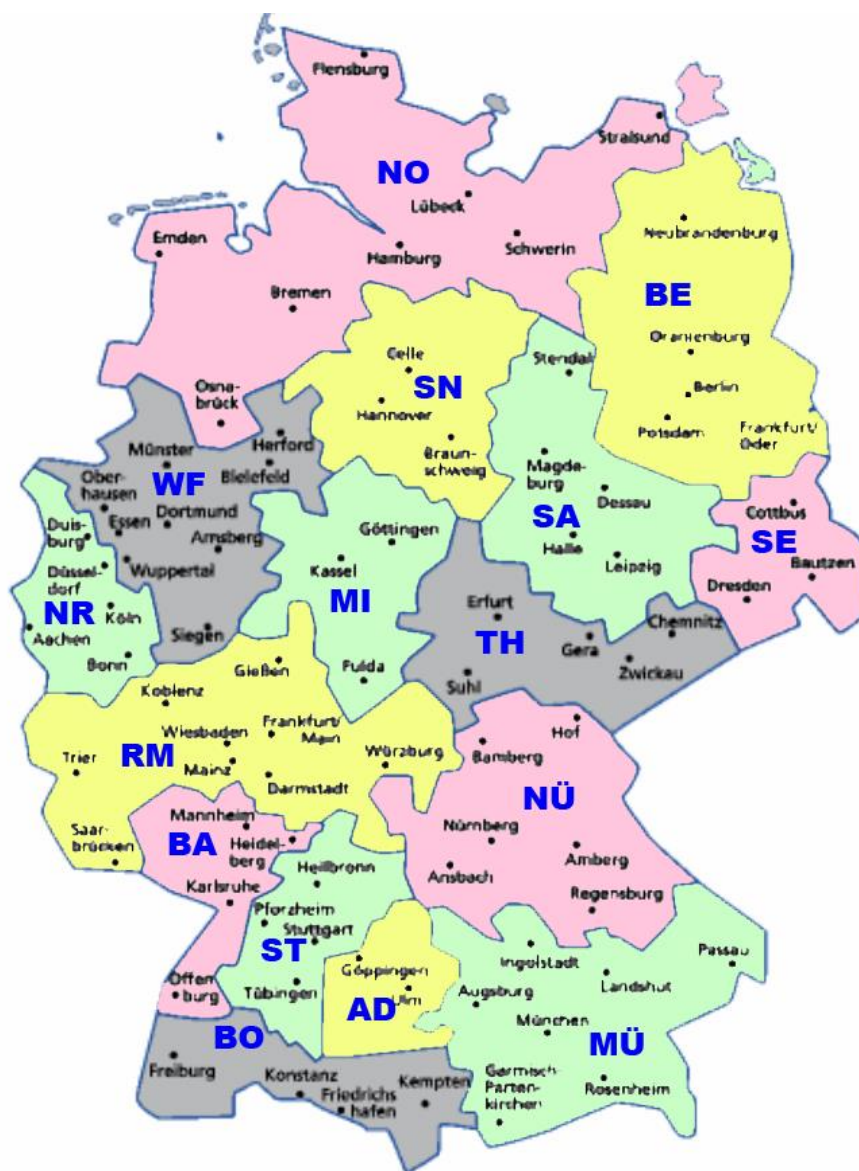 Flensburg
Stralsund
NO
Lübeck
Emden
Hamburg
Schwerin
Neubrandenburg
Bremen
BE
Oranienburg
Celle
Stendal
SN
Osna-
brück
Hannover
Berlin
Potsdam
Frankfurt/
Oder
Münster
Herford
Braun-
schweig
Ober-
hausen
WF
Bielefeld
Magde-
burg
Dessau
Cottbus
Duis-
burg
Essen
Dortmund
Göttingen
SA
Arnsberg
Halle
SE
Düssel-
dorf
Wuppertal
Kassel
Leipzig
Bautzen
NR
Köln
MI
Erfurt
Dresden
Aachen
Siegen
TH
Gera
Chemnitz
Bonn
Gießen
Fulda
Suhl
Zwickau
Koblenz
Hof
Wiesbaden
Frankfurt/
Main
Würzburg
Bamberg
Trier
RM
Mainz
Darmstadt
NÜ
Mannheim
Nürnberg
Saar-
brücken
BA
Heidel-
berg
Amberg
Heilbronn
Ansbach
Karlsruhe
Regensburg
Pforzheim
Stuttgart
ST
Ingolstadt
Passau
Göppingen
Offen-
burg
Tübingen
Ulm
Landshut
AD
Augsburg
München
BO
MÜ
Freiburg
Konstanz
Kempten
Garmisch-
Parten-
kirchen
Rosenheim
Friedrichs
hafen